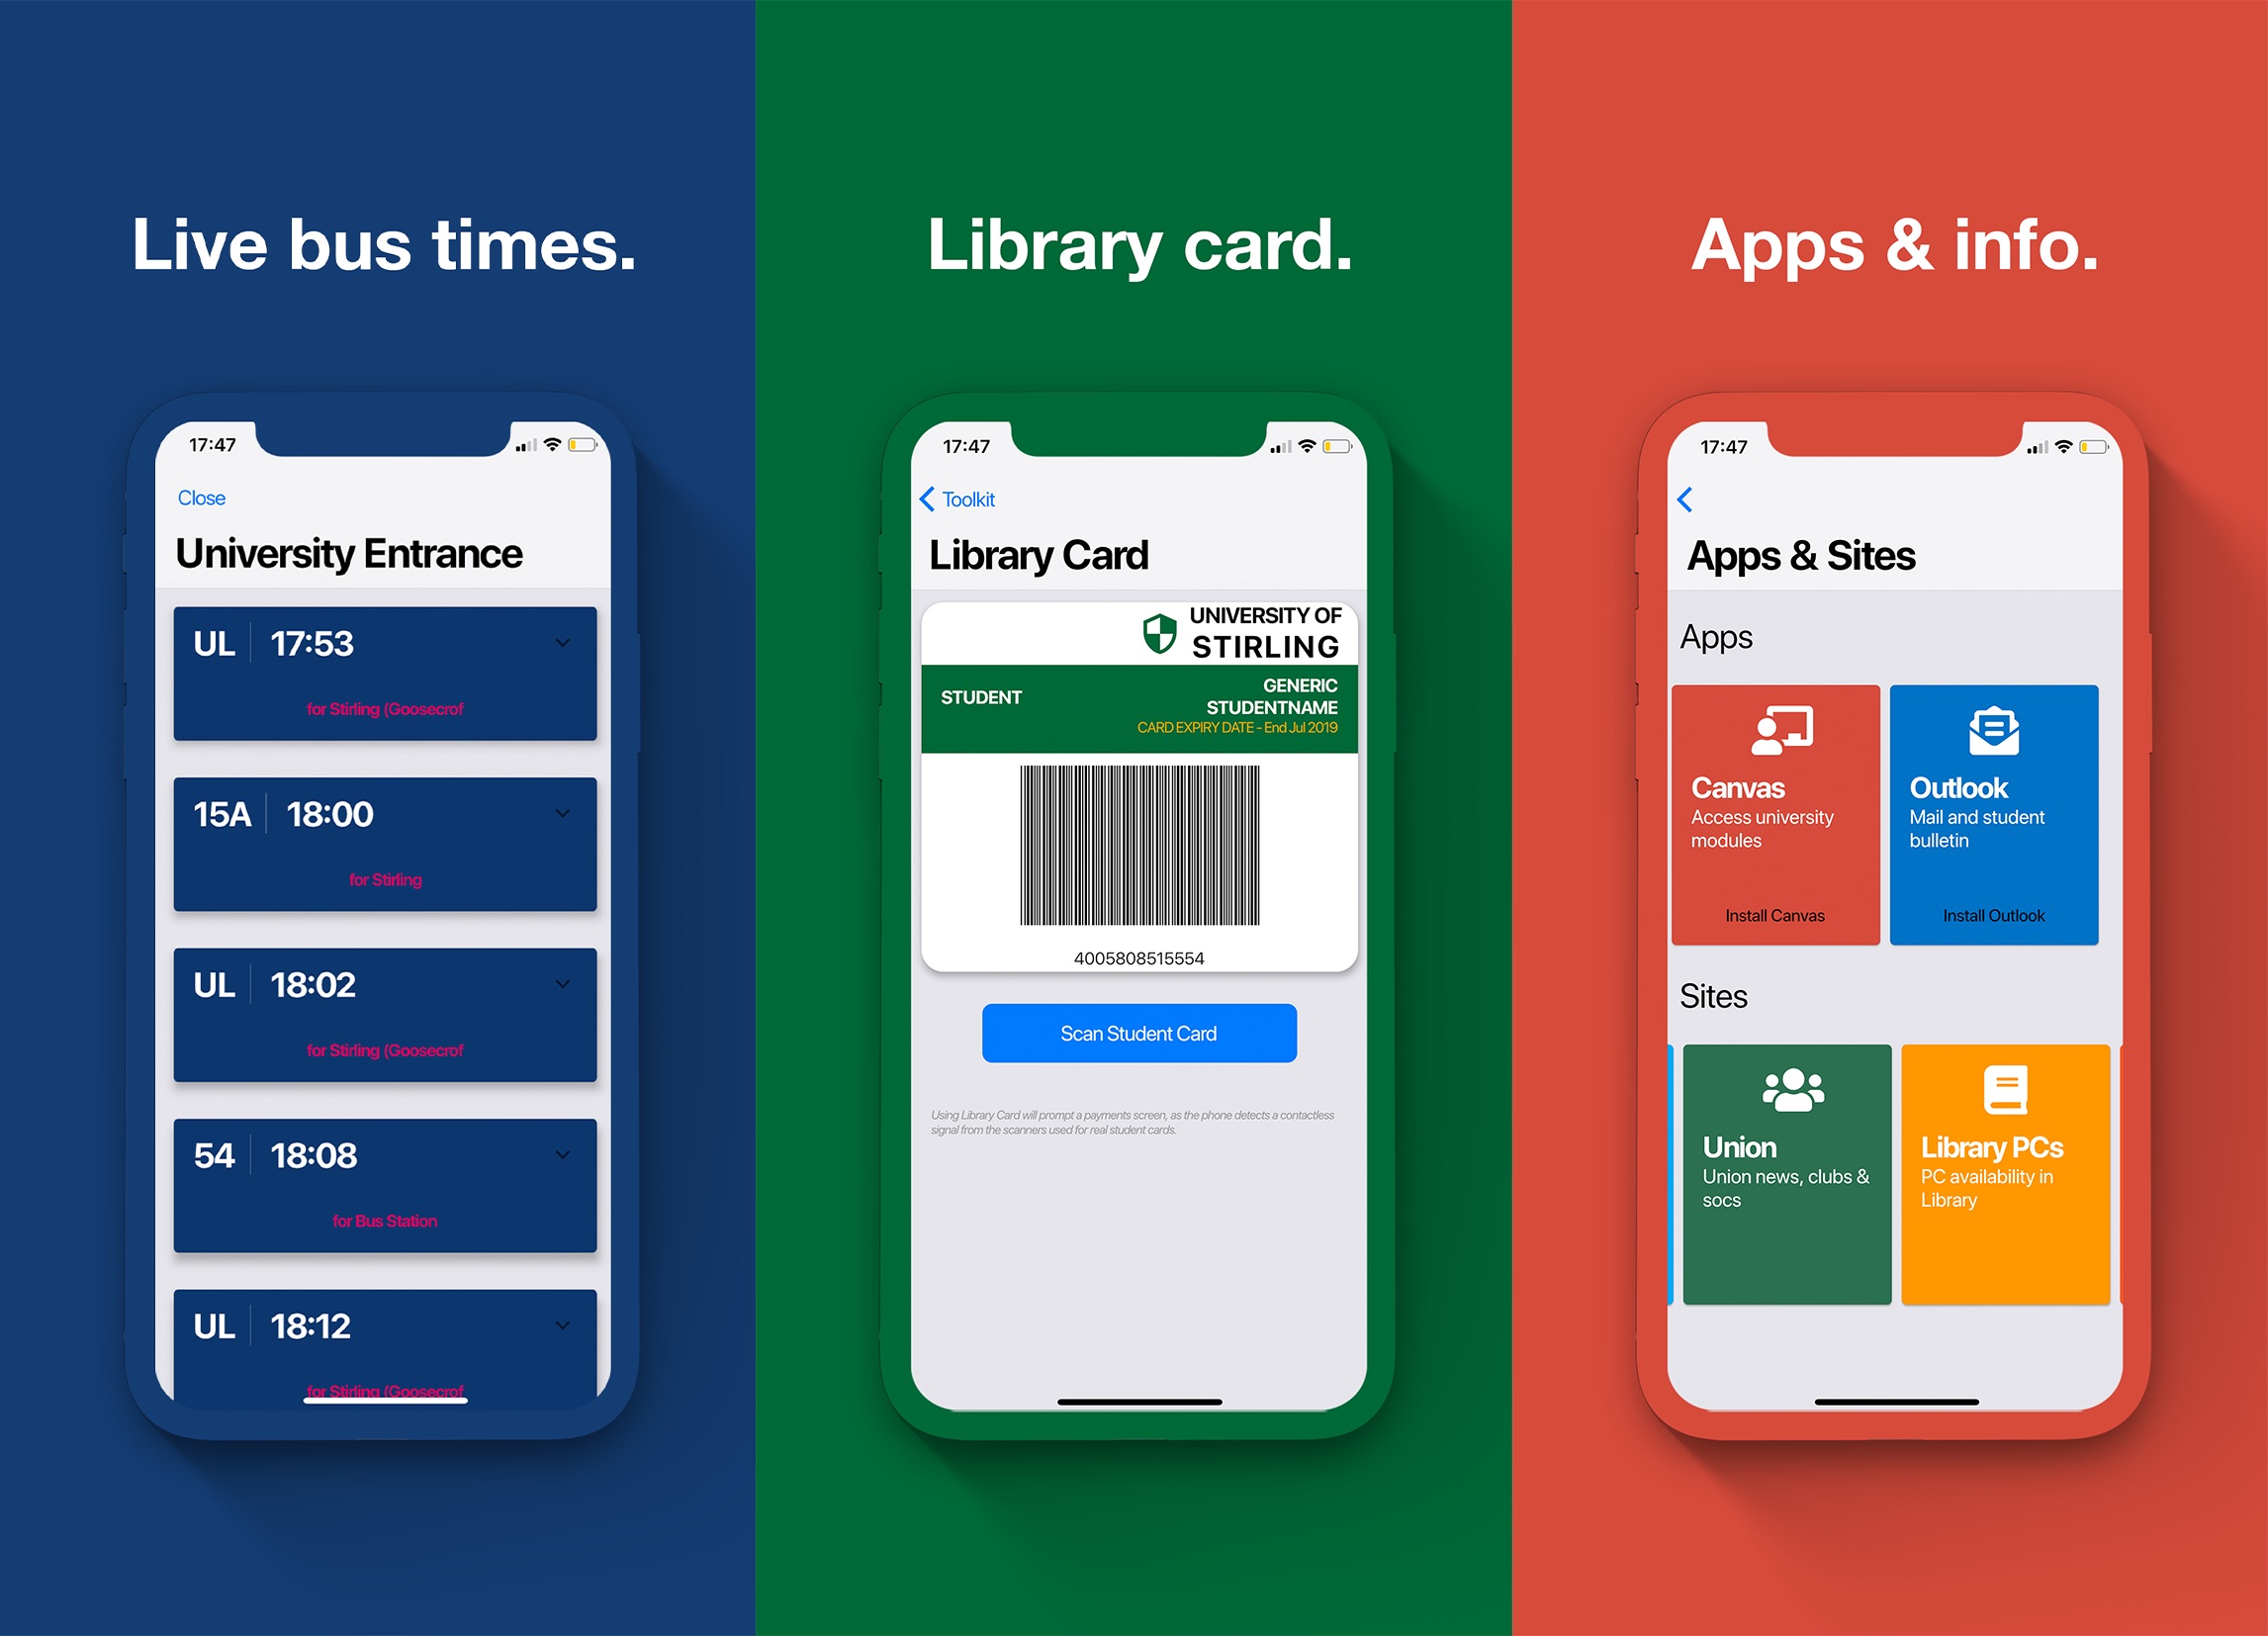 Live bus times.
17:47
Close
University Entrance
UL 17:53
for Stirling (Goosecrof
15A 18:00
for Stirling
UL 18:02
for Stirling (Goosecrof
54 18:08
for Bus Station
UL 18:12
for Stirling (Goosecrof
Library card.
17:47
Toolkit
Library Card
UNIVERSITY OF
STIRLING
STUDENT
GENERIC
STUDENTNAME
CARD EXPIRY DATE - End Jul 2019
4005808515554
Scan Student Card
Using Library Card will prompt a payments screen, as the phone detects a contactless
signal from the scanners used for real student cards.
Apps & info.
17:47
Apps & Sites
Apps
Canvas
Access university
modules
Install Canvas
Outlook
Mail and student
bulletin
Install Outlook
Sites
Union
Union news, clubs &
socs
Library PCs
PC availability in
Library